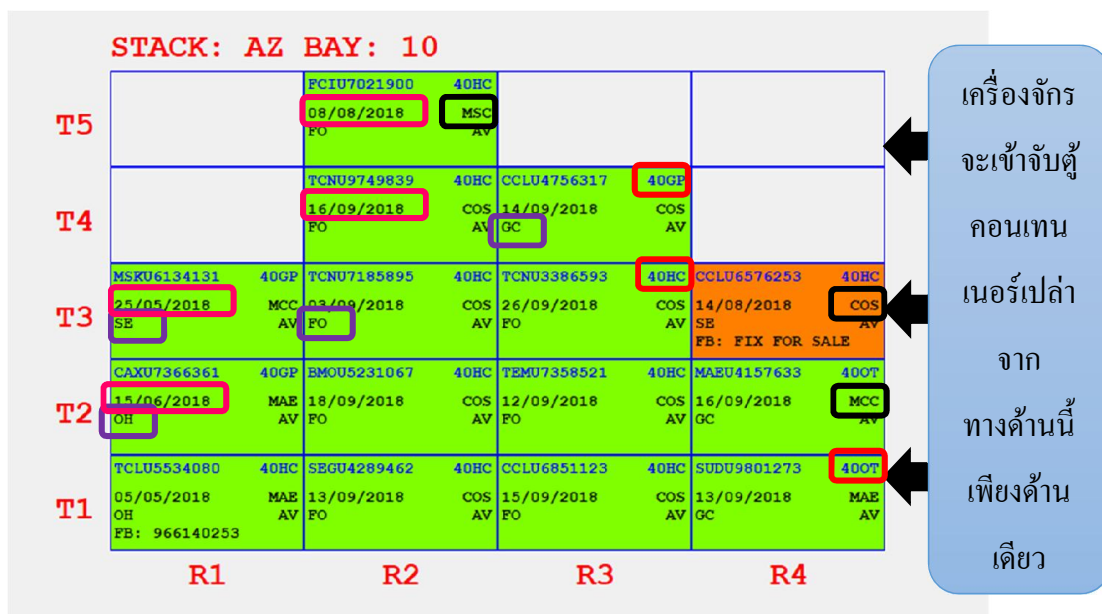 STACK: AZ BAY: 10
T5
FCIU7021900 40HC
08/08/2018 MSC
FO AV
T4
TCNU9749839 40HC
16/09/2018 COS
FO AV
CCLU4756317 40GP
14/09/2018 COS
GC AV
T3
MSKU6134131 40GP
25/05/2018 MCC
SE AV
TCNU7185895 40HC
03/09/2018 COS
FO AV
TCNU3386593 40HC
26/09/2018 COS
FO AV
CCLU6576253 40HC
14/08/2018 COS
SE AV
FB: FIX FOR SALE
T2
CAXU7366361 40GP
15/06/2018 MAE
OH AV
BMOU5231067 40HC
18/09/2018 COS
FO AV
TEMU7358521 40HC
12/09/2018 COS
FO AV
MAEU4157633 40OT
16/09/2018 MCC
GC AV
T1
TCLU5534080 40HC
05/05/2018 MAE
OH AV
FB: 966140253
SEGU4289462 40HC
13/09/2018 COS
FO AV
CCLU6851123 40HC
15/09/2018 COS
FO AV
SUDU9801273 40OT
13/09/2018 MAE
GC AV
R1 R2 R3 R4
เครื่องจักร
จะเข้าจับตู้
คอนเทน
เนอร์เปล่า
จาก
ทางด้านนี้
เพียงด้าน
เดียว